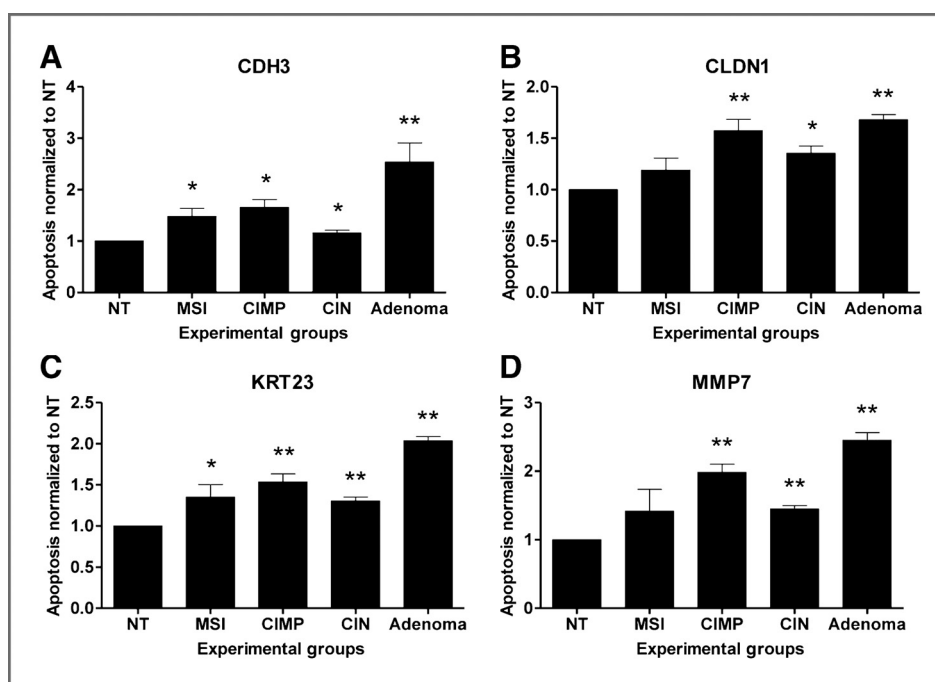 A
CDH3
Apoptosis normalized to NT
4
3
2
1
0
*
*
*
**
NT MSI CIMP CIN Adenoma
Experimental groups
B
CLDN1
Apoptosis normalized to NT
2.0
1.5
1.0
0.5
0.0
**
*
**
NT MSI CIMP CIN Adenoma
Experimental groups
C
KRT23
Apoptosis normalized to NT
2.5
2.0
1.5
1.0
0.5
0.0
*
**
**
**
NT MSI CIMP CIN Adenoma
Experimental groups
D
MMP7
Apoptosis normalized to NT
3
2
1
0
**
**
**
NT MSI CIMP CIN Adenoma
Experimental groups